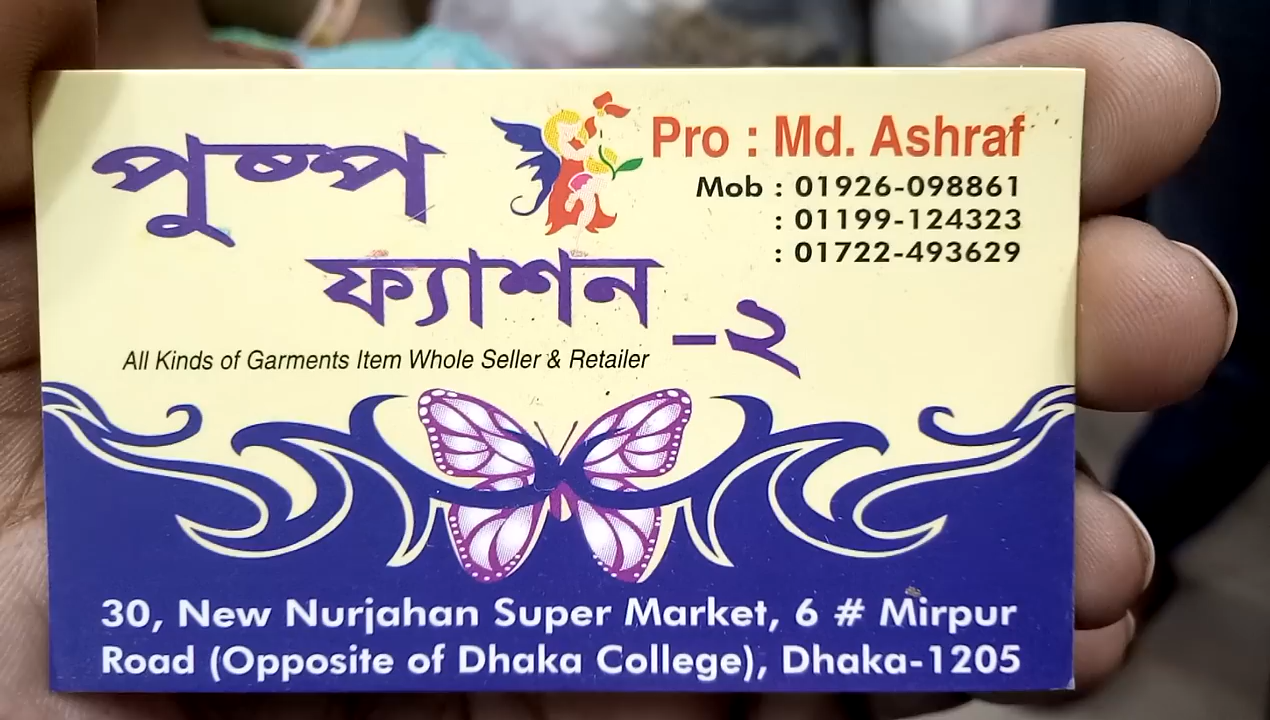 পুষ্প
ফ্যাশন
-২
Pro : Md. Ashraf
Mob : 01926-098861
: 01199-124323
: 01722-493629
All Kinds of Garments Item Whole Seller & Retailer
30, New Nurjahan Super Market, 6 # Mirpur
Road (Opposite of Dhaka College), Dhaka-1205